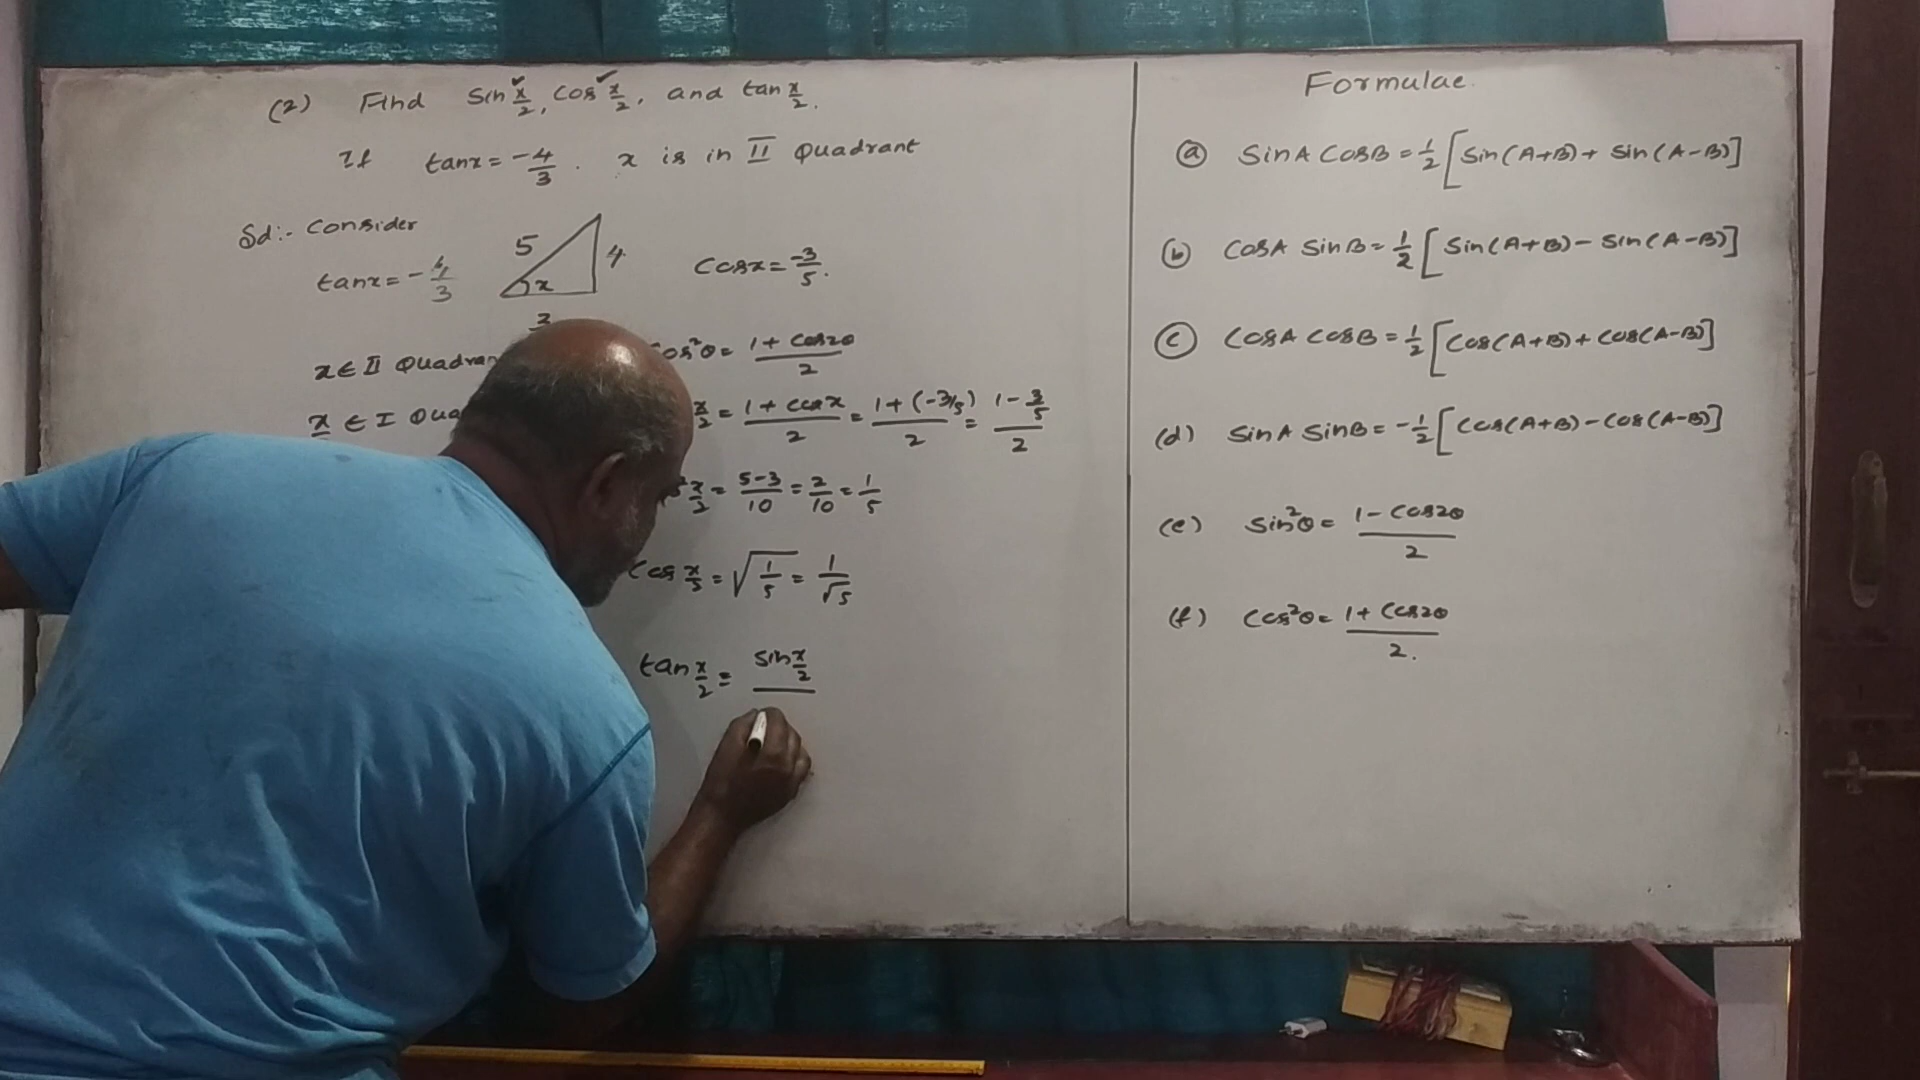 (2) Find Sin x/2, Cos x/2, and tan x/2.
If tanx = -4/3 . x is in II Quadrant
Sol:- Consider
tanx = -4/3
5
4
x
3
Cosx = -3/5.
x ∈ II Quadran
x ∈ I Qua
Cos²θ = 1 + Cos2θ / 2
x/2 = 1 + cosx / 2 = 1 + (-3/5) / 2 = 1 - 3/5 / 2
² x/2 = 5-3/10 = 2/10 = 1/5
Cos x/2 = √1/5 = 1/√5
tan x/2 = sin x/2
Formulae.
(a) SinA CosB = 1/2 [Sin(A+B) + Sin(A-B)]
(b) CosA SinB = 1/2 [Sin(A+B) - Sin(A-B)]
(c) CosA CosB = 1/2 [Cos(A+B) + Cos(A-B)]
(d) SinA SinB = -1/2 [Cos(A+B) - Cos(A-B)]
(e) Sin²θ = 1 - Cos2θ / 2
(f) Cos²θ = 1 + Cos2θ / 2.